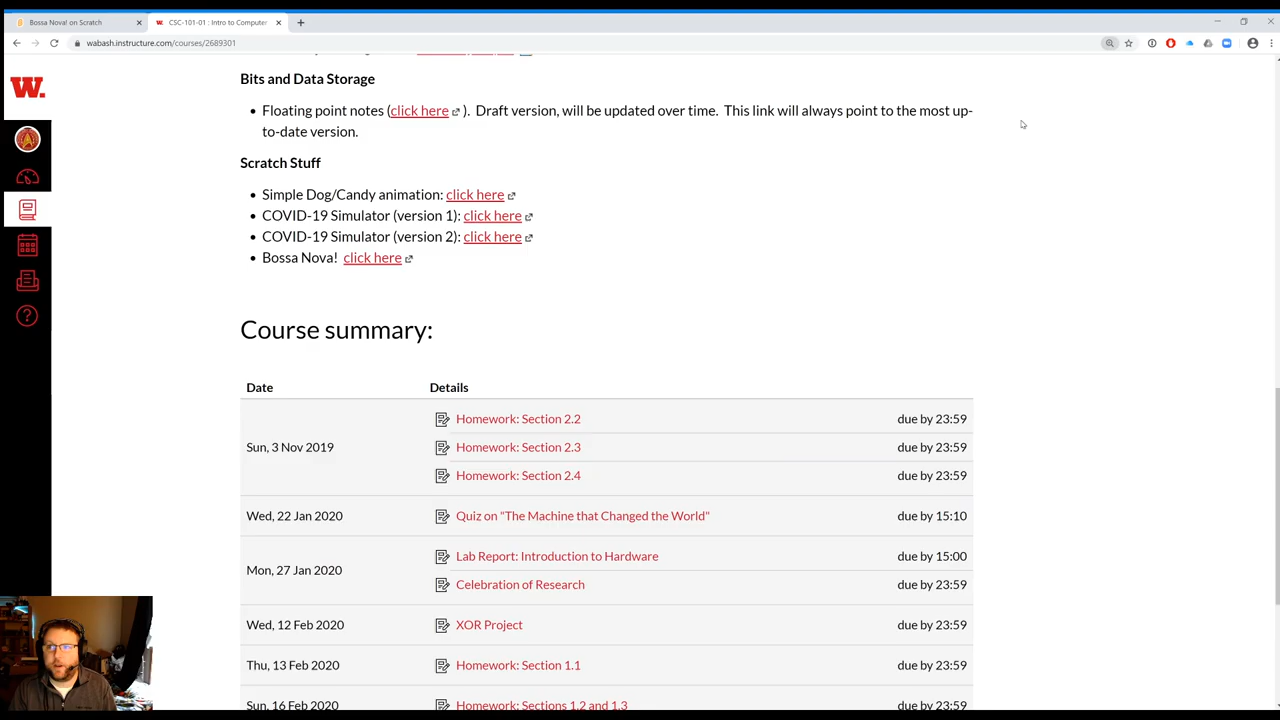 Bossa Nova! on Scratch
CSC-101-01 : Intro to Computer
wabash.instructure.com/courses/2689301
W.
Bits and Data Storage
• Floating point notes (click here ). Draft version, will be updated over time. This link will always point to the most up-
to-date version.
Scratch Stuff
• Simple Dog/Candy animation: click here
• COVID-19 Simulator (version 1): click here
• COVID-19 Simulator (version 2): click here
• Bossa Nova! click here
Course summary:
Date Details
Homework: Section 2.2 due by 23:59
Sun, 3 Nov 2019 Homework: Section 2.3 due by 23:59
Homework: Section 2.4 due by 23:59
Wed, 22 Jan 2020 Quiz on "The Machine that Changed the World" due by 15:10
Lab Report: Introduction to Hardware due by 15:00
Mon, 27 Jan 2020
Celebration of Research due by 23:59
Wed, 12 Feb 2020 XOR Project due by 23:59
Thu, 13 Feb 2020 Homework: Section 1.1 due by 23:59
Sun, 16 Feb 2020 Homework: Sections 1.2 and 1.3 due by 23:59